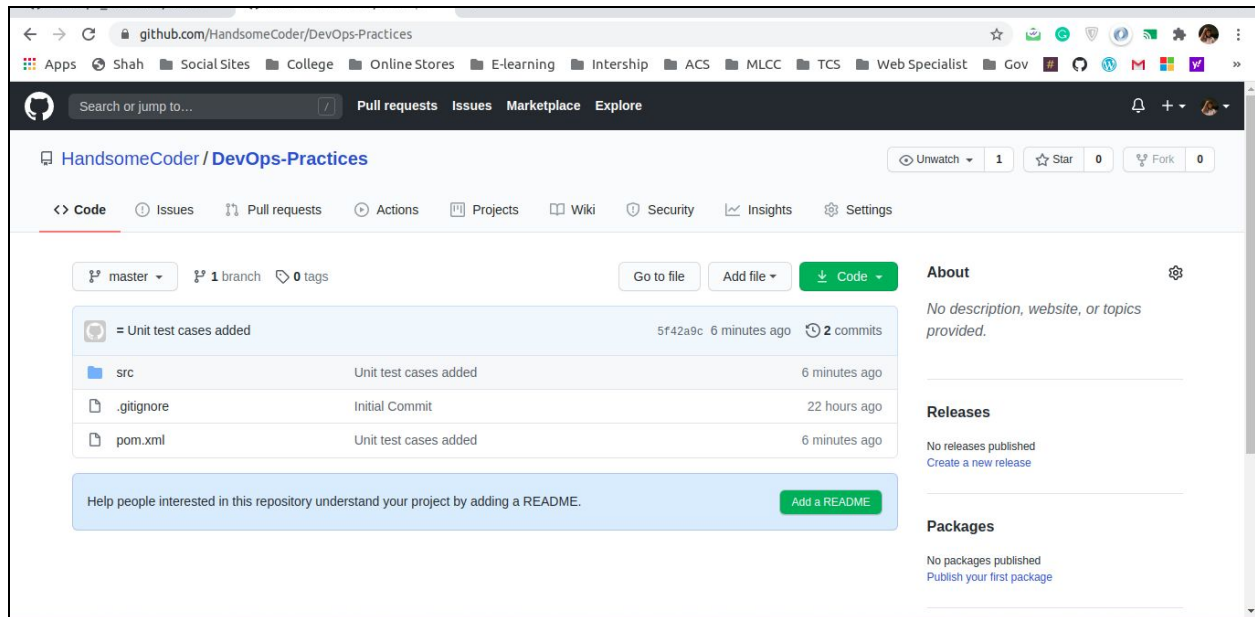 github.com/HandsomeCoder/DevOps-Practices
Apps Shah Social Sites College Online Stores E-learning Intership ACS MLCC TCS Web Specialist Gov # M y! »
Search or jump to... / Pull requests Issues Marketplace Explore
HandsomeCoder / DevOps-Practices Unwatch 1 Star 0 Fork 0
<> Code Issues Pull requests Actions Projects Wiki Security Insights Settings
master 1 branch 0 tags Go to file Add file Code
= Unit test cases added 5f42a9c 6 minutes ago 2 commits
src Unit test cases added 6 minutes ago
.gitignore Initial Commit 22 hours ago
pom.xml Unit test cases added 6 minutes ago
Help people interested in this repository understand your project by adding a README. Add a README
About
No description, website, or topics
provided.
Releases
No releases published
Create a new release
Packages
No packages published
Publish your first package